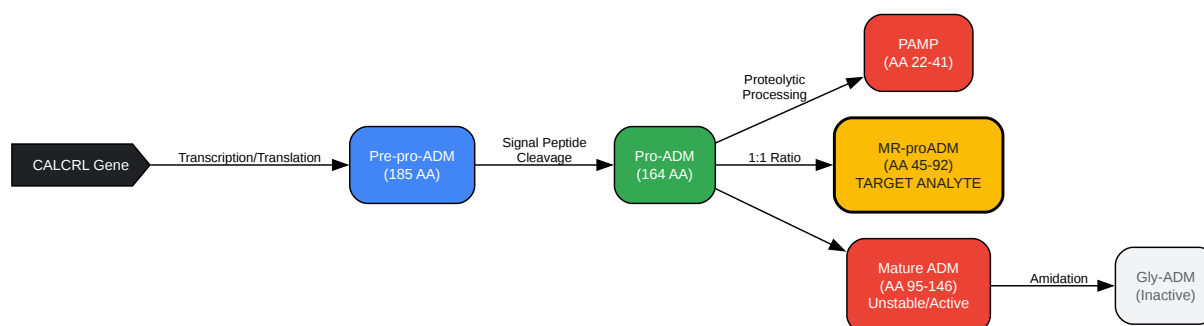 CALCRL Gene
Transcription/Translation
Pre-pro-ADM
(185 AA)
Signal Peptide
Cleavage
Pro-ADM
(164 AA)
Proteolytic
Processing
PAMP
(AA 22-41)
1:1 Ratio
MR-proADM
(AA 45-92)
TARGET ANALYTE
Mature ADM
(AA 95-146)
Unstable/Active
Amidation
Gly-ADM
(Inactive)